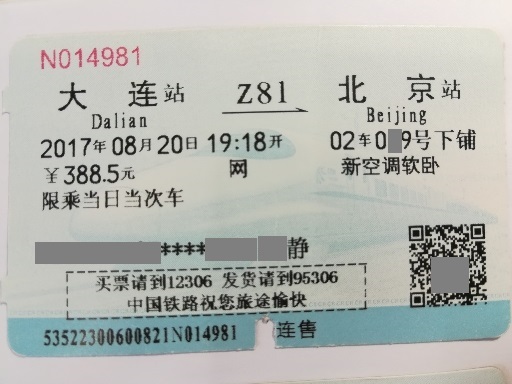 N014981
大连站 Z81 北京站
Dalian Beijing
2017年08月20日 19:18开 02车09号下铺
￥388.5元 网 新空调软卧
限乘当日当次车
****静
买票请到12306 发货请到95306
中国铁路祝您旅途愉快
53522300600821N014981 连售